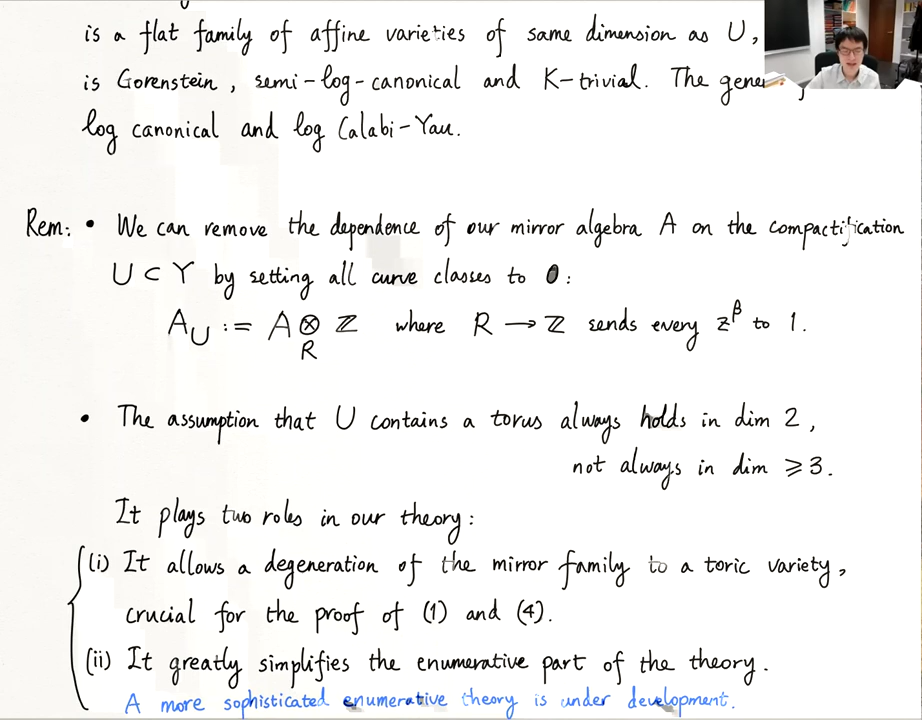 is a flat family of affine varieties of same dimension as U,
is Gorenstein, semi-log-canonical and K-trivial. The
log canonical and log Calabi-Yau.
Rem: • We can remove the dependence of our mirror algebra A on the compactification
U ⊂ Y by setting all curve classes to 0:
A_U := A ⊗_R ℤ where R → ℤ sends every z^β to 1.
• The assumption that U contains a torus always holds in dim 2,
not always in dim ≥ 3.
It plays two roles in our theory:
(i) It allows a degeneration of the mirror family to a toric variety,
crucial for the proof of (1) and (4).
(ii) It greatly simplifies the enumerative part of the theory.
A more sophisticated enumerative theory is under development.